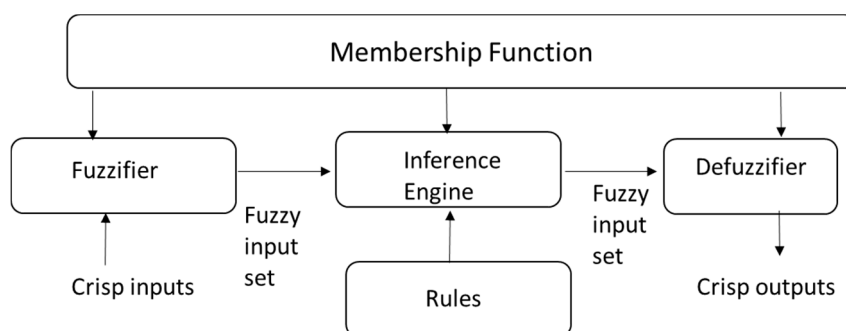 Membership Function
Fuzzifier
Inference
Engine
Defuzzifier
Fuzzy
input
set
Fuzzy
input
set
Crisp inputs
Rules
Crisp outputs